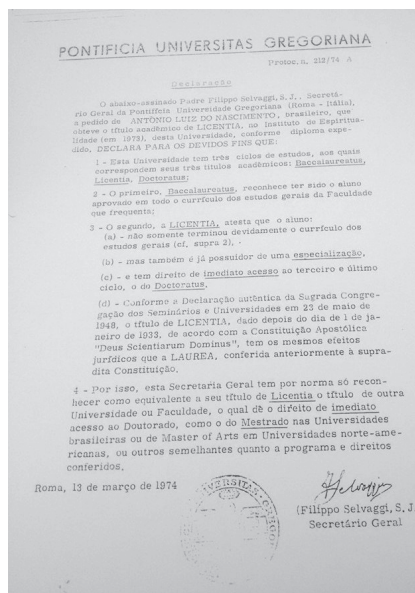 PONTIFICIA UNIVERSITAS GREGORIANA
Protoc. n. 212/74 A
Declaração
O abaixo-assinado Padre Filippo Selvaggi, S. J., Secretá-
rio Geral da Pontifícia Universidade Gregoriana (Roma - Itália),
a pedido de ANTÔNIO LUIZ DO NASCIMENTO, brasileiro, que
obteve o título académico de LICENTIA, no Instituto de Espiritua-
lidade (em 1973), desta Universidade, conforme diploma expe-
dido, DECLARA PARA OS DEVIDOS FINS QUE:
1 - Esta Universidade tem três ciclos de estudos, aos quais
correspondem seus três títulos acadêmicos: Baccalaureatus,
Licentia, Doctoratus;
2 - O primeiro, Baccalaureatus, reconhece ter sido o aluno
aprovado em todo o currículo dos estudos gerais da Faculdade
que frequenta;
3 - O segundo, a LICENTIA, atesta que o aluno:
(a) - não somente terminou devidamente o currículo dos
estudos gerais (cf. supra 2), .
(b) - mas também é já possuidor de uma especialização,
(c) - e tem direito de imediato acesso ao terceiro e último
ciclo, o do Doctoratus.
(d) - Conforme a Declaração autêntica da Sagrada Congre-
gação dos Seminários e Universidades em 23 de maio de
1948, o título de LICENTIA, dado depois do dia de 1 de ja-
neiro de 1933, de acordo com a Constituição Apostólica
"Deus Scientiarum Dominus", tem os mesmos efeitos
jurídicos que a LAUREA, conferida anteriormente à supra-
dita Constituição.
4 - Por isso, esta Secretaria Geral tem por norma só recon-
hecer como equivalente a seu título de Licentia o título de outra
Universidade ou Faculdade, o qual dê o direito de imediato
acesso ao Doutorado, como o do Mestrado nas Universidades
brasileiras ou de Master of Arts em Universidades norte-ame-
ricanas, ou outros semelhantes quanto a programa e direitos
conferidos.
Roma, 13 de março de 1974
(Filippo Selvaggi, S. J.
Secretário Geral